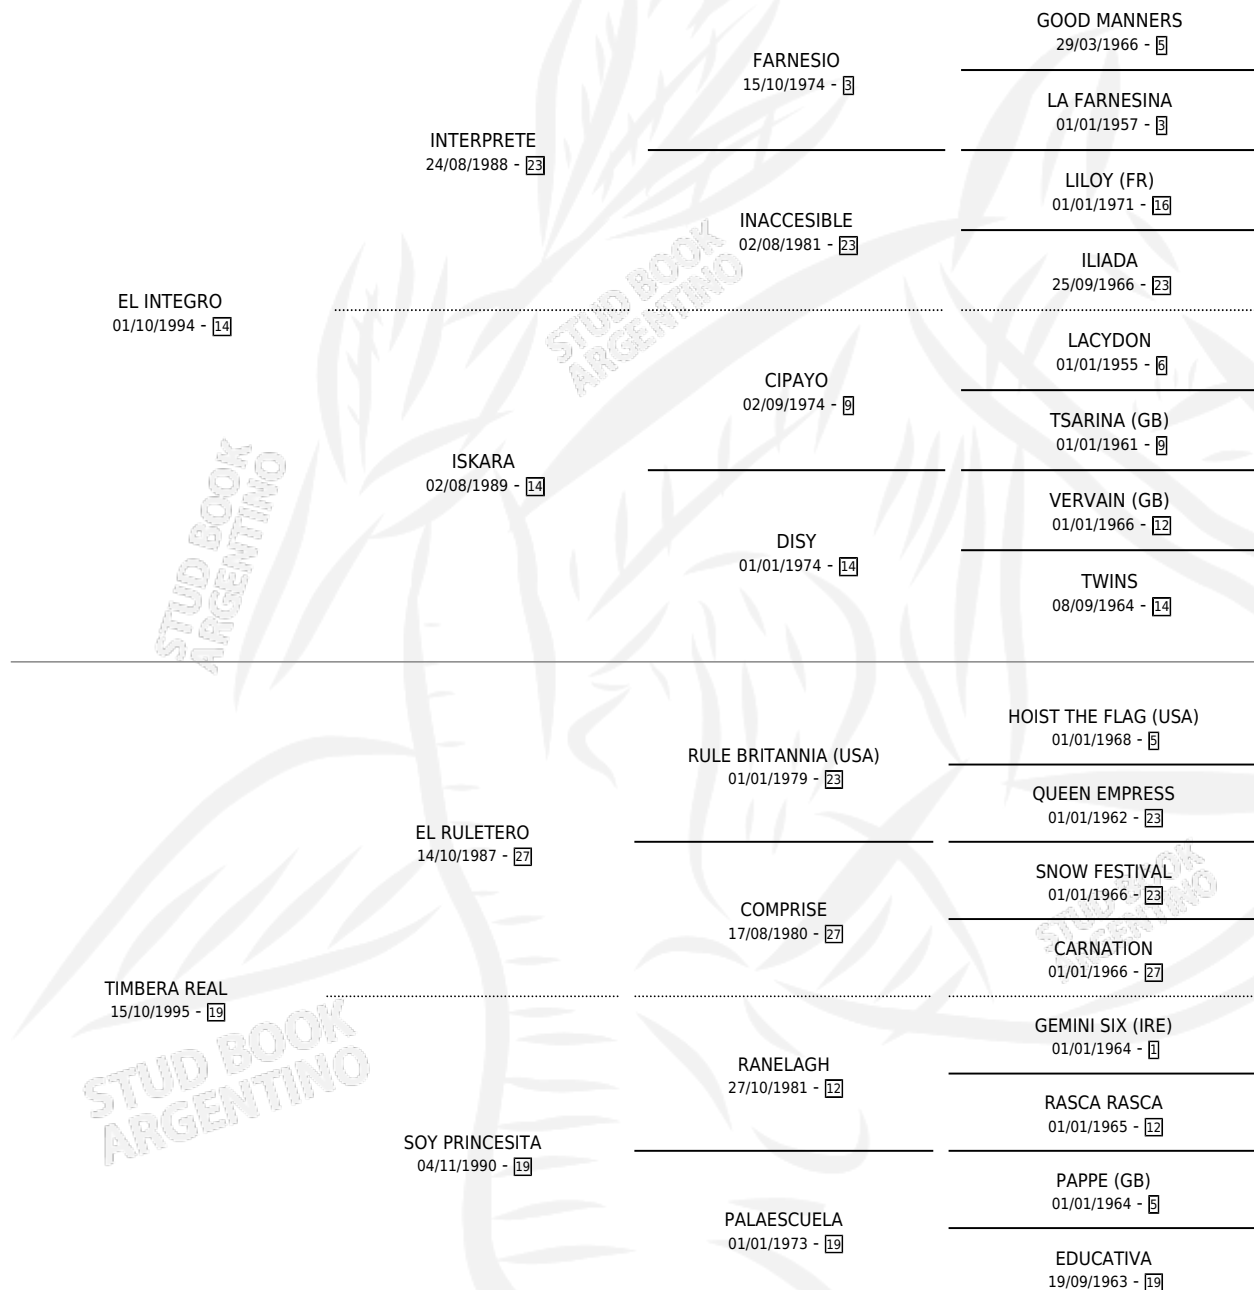 GOOD MANNERS
29/03/1966 - 5
FARNESIO
15/10/1974 - 3
LA FARNESINA
01/01/1957 - 3
INTERPRETE
24/08/1988 - 23
LILOY (FR)
01/01/1971 - 16
INACCESIBLE
02/08/1981 - 23
ILIADA
25/09/1966 - 23
EL INTEGRO
01/10/1994 - 14
LACYDON
01/01/1955 - 6
CIPAYO
02/09/1974 - 9
TSARINA (GB)
01/01/1961 - 9
ISKARA
02/08/1989 - 14
VERVAIN (GB)
01/01/1966 - 12
DISY
01/01/1974 - 14
TWINS
08/09/1964 - 14
HOIST THE FLAG (USA)
01/01/1968 - 5
RULE BRITANNIA (USA)
01/01/1979 - 23
QUEEN EMPRESS
01/01/1962 - 23
EL RULETERO
14/10/1987 - 27
SNOW FESTIVAL
01/01/1966 - 23
COMPRISE
17/08/1980 - 27
CARNATION
01/01/1966 - 27
TIMBERA REAL
15/10/1995 - 19
GEMINI SIX (IRE)
01/01/1964 - 1
RANELAGH
27/10/1981 - 12
RASCA RASCA
01/01/1965 - 12
SOY PRINCESITA
04/11/1990 - 19
PAPPE (GB)
01/01/1964 - 5
PALAESCUELA
01/01/1973 - 19
EDUCATIVA
19/09/1963 - 19
STUD BOOK
ARGENTINO
STUD BOOK
ARGENTINO
STUD BOOK
ARGENTINO
STUD BOOK
ARGENTINO